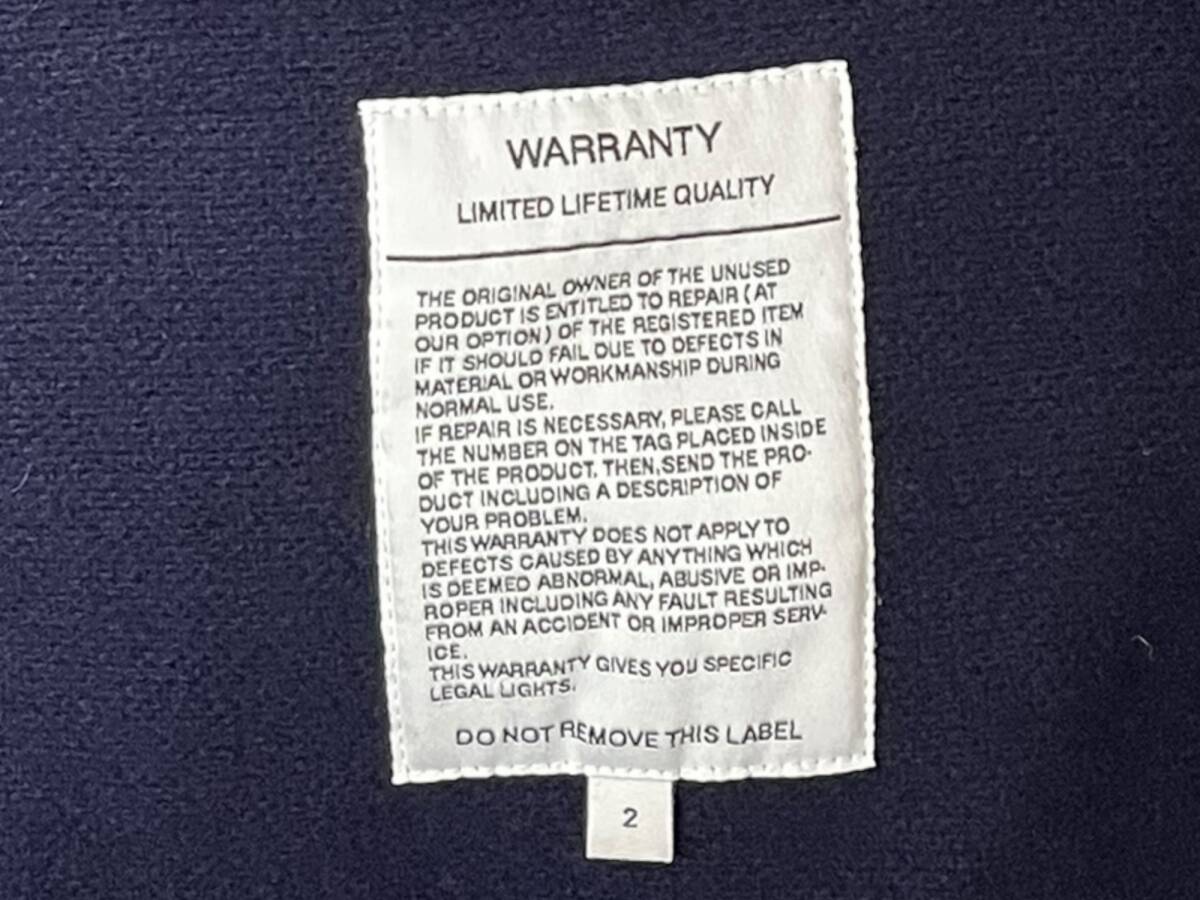 WARRANTY
LIMITED LIFETIME QUALITY
THE ORIGINAL OWNER OF THE UNUSED
PRODUCT IS ENTITLED TO REPAIR (AT
OUR OPTION) OF THE REGISTERED ITEM
IF IT SHOULD FAIL DUE TO DEFECTS IN
MATERIAL OR WORKMANSHIP DURING
NORMAL USE.
IF REPAIR IS NECESSARY, PLEASE CALL
THE NUMBER ON THE TAG PLACED INSIDE
OF THE PRODUCT. THEN, SEND THE PRO-
DUCT INCLUDING A DESCRIPTION OF
YOUR PROBLEM.
THIS WARRANTY DOES NOT APPLY TO
DEFECTS CAUSED BY ANYTHING WHICH
IS DEEMED ABNORMAL, ABUSIVE OR IMP-
ROPER INCLUDING ANY FAULT RESULTING
FROM AN ACCIDENT OR IMPROPER SERV-
ICE.
THIS WARRANTY GIVES YOU SPECIFIC
LEGAL LIGHTS.
DO NOT REMOVE THIS LABEL
2